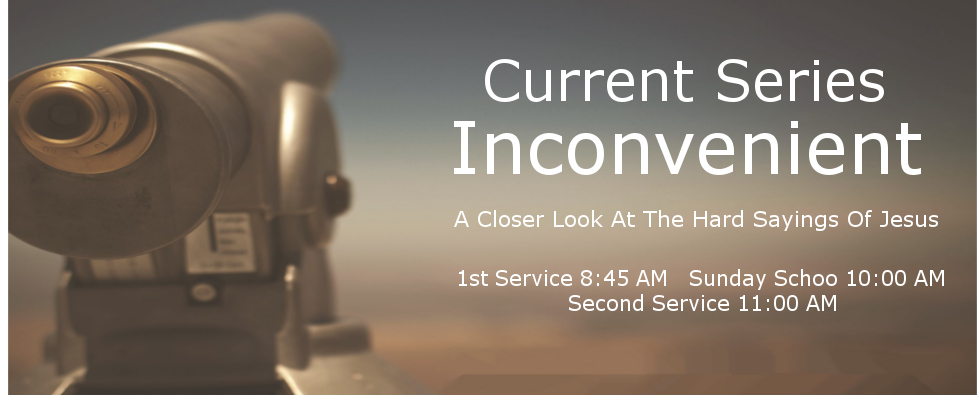 Current Series
Inconvenient
A Closer Look At The Hard Sayings Of Jesus
1st Service 8:45 AM Sunday Schoo 10:00 AM
Second Service 11:00 AM